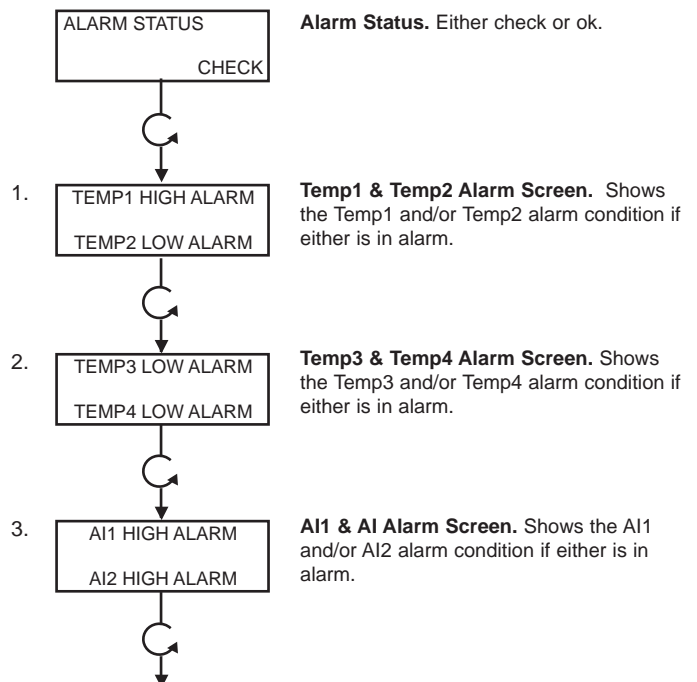 ALARM STATUS
CHECK
Alarm Status. Either check or ok.
1.
TEMP1 HIGH ALARM
TEMP2 LOW ALARM
Temp1 & Temp2 Alarm Screen. Shows
the Temp1 and/or Temp2 alarm condition if
either is in alarm.
2.
TEMP3 LOW ALARM
TEMP4 LOW ALARM
Temp3 & Temp4 Alarm Screen. Shows
the Temp3 and/or Temp4 alarm condition if
either is in alarm.
3.
AI1 HIGH ALARM
AI2 HIGH ALARM
AI1 & AI Alarm Screen. Shows the AI1
and/or AI2 alarm condition if either is in
alarm.